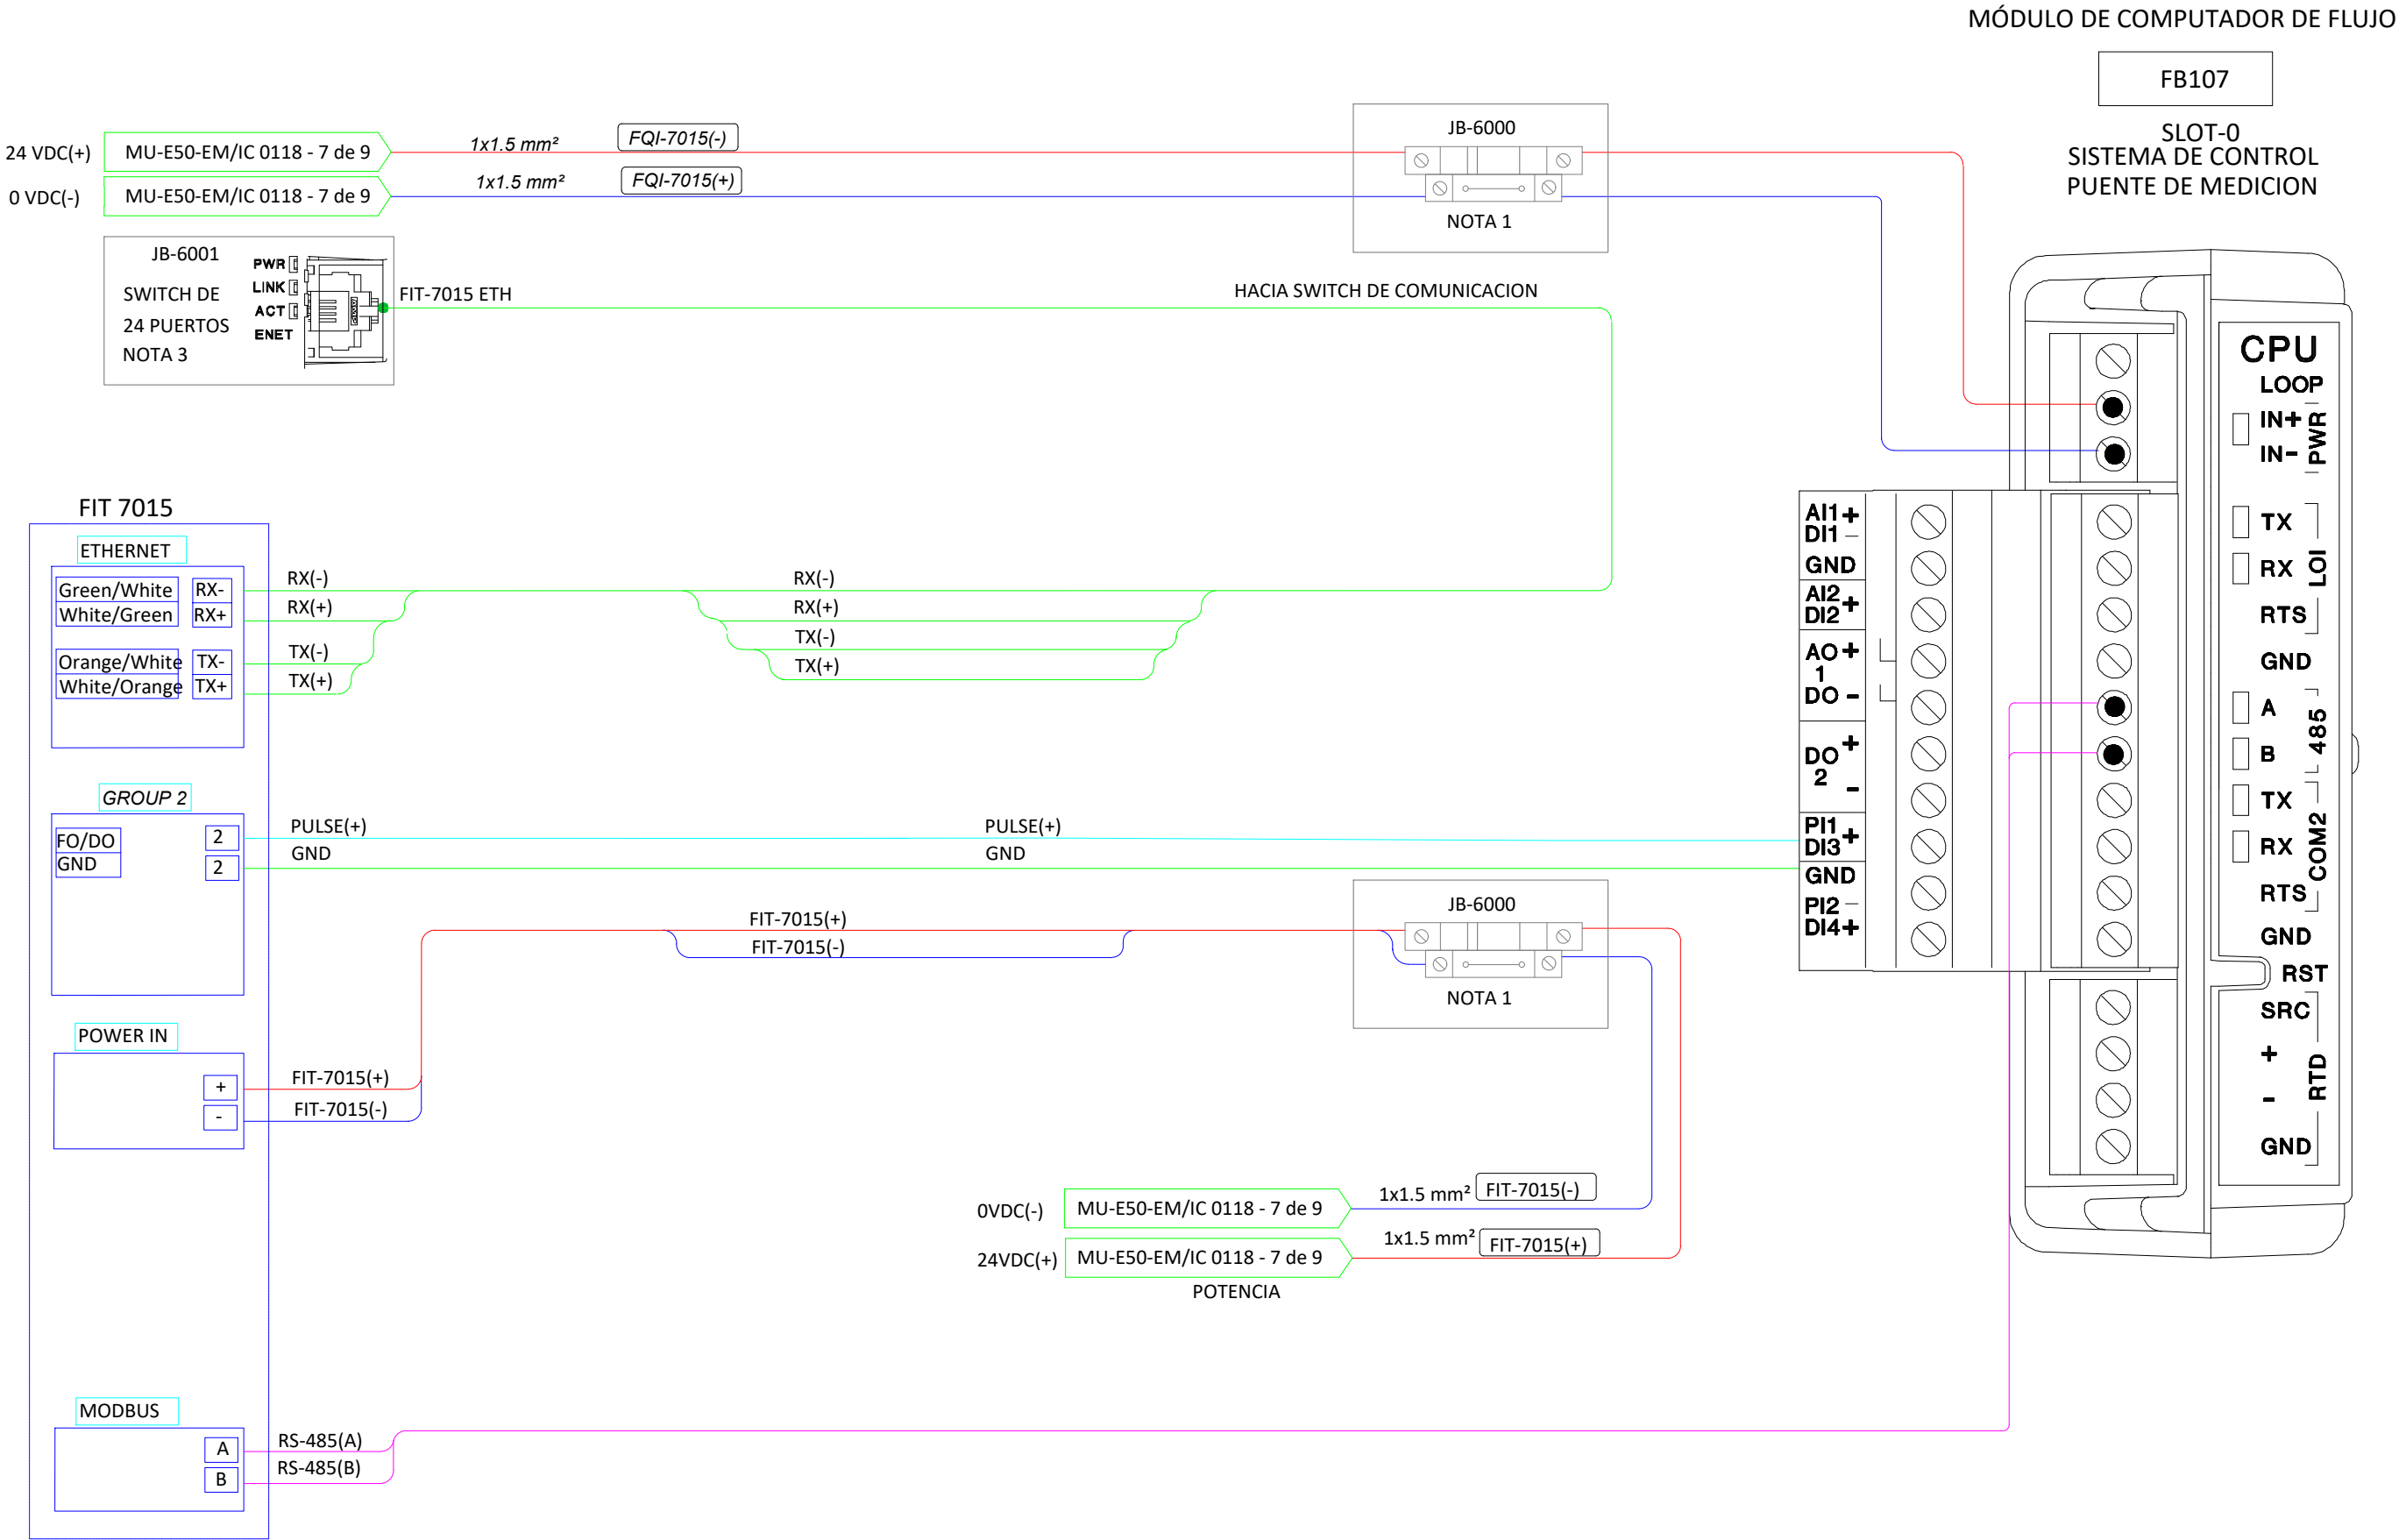 MÓDULO DE COMPUTADOR DE FLUJO
FB107
SLOT-0
SISTEMA DE CONTROL
PUENTE DE MEDICION
24 VDC(+)
MU-E50-EM/IC 0118 - 7 de 9
1x1.5 mm²
FQI-7015(-)
0 VDC(-)
MU-E50-EM/IC 0118 - 7 de 9
1x1.5 mm²
FQI-7015(+)
JB-6000
NOTA 1
JB-6001
SWITCH DE
24 PUERTOS
NOTA 3
PWR
LINK
ACT
ENET
FIT-7015 ETH
HACIA SWITCH DE COMUNICACION
FIT 7015
ETHERNET
Green/White RX-
White/Green RX+
Orange/White TX-
White/Orange TX+
RX(-)
RX(+)
TX(-)
TX(+)
RX(-)
RX(+)
TX(-)
TX(+)
GROUP 2
FO/DO 2
GND 2
PULSE(+)
GND
PULSE(+)
GND
POWER IN
+
-
FIT-7015(+)
FIT-7015(-)
FIT-7015(+)
FIT-7015(-)
JB-6000
NOTA 1
0VDC(-)
MU-E50-EM/IC 0118 - 7 de 9
1x1.5 mm²
FIT-7015(-)
24VDC(+)
MU-E50-EM/IC 0118 - 7 de 9
1x1.5 mm²
FIT-7015(+)
POTENCIA
MODBUS
A
B
RS-485(A)
RS-485(B)
AI1+
DI1-
GND
AI2+
DI2
AO+
1
DO -
DO+
2
-
PI1+
DI3
GND
PI2-
DI4+
CPU
LOOP
IN+
IN-
PWR
TX
RX
RTS
LOI
GND
A
B
485
TX
RX
RTS
COM2
GND
RST
SRC
+
-
GND
RTD